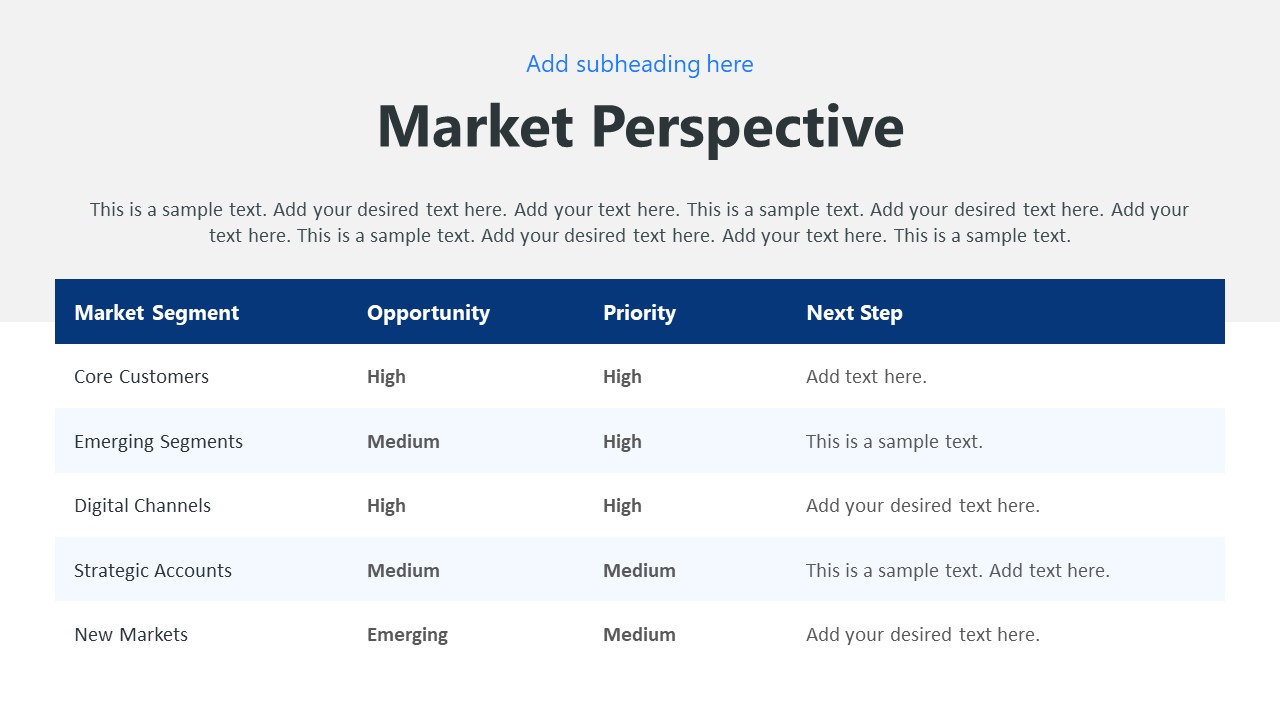 Add subheading here
Market Perspective
This is a sample text. Add your desired text here. Add your text here. This is a sample text. Add your desired text here. Add your
text here. This is a sample text. Add your desired text here. Add your text here. This is a sample text.
Market Segment Opportunity Priority Next Step
Core Customers High High Add text here.
Emerging Segments Medium High This is a sample text.
Digital Channels High High Add your desired text here.
Strategic Accounts Medium Medium This is a sample text. Add text here.
New Markets Emerging Medium Add your desired text here.